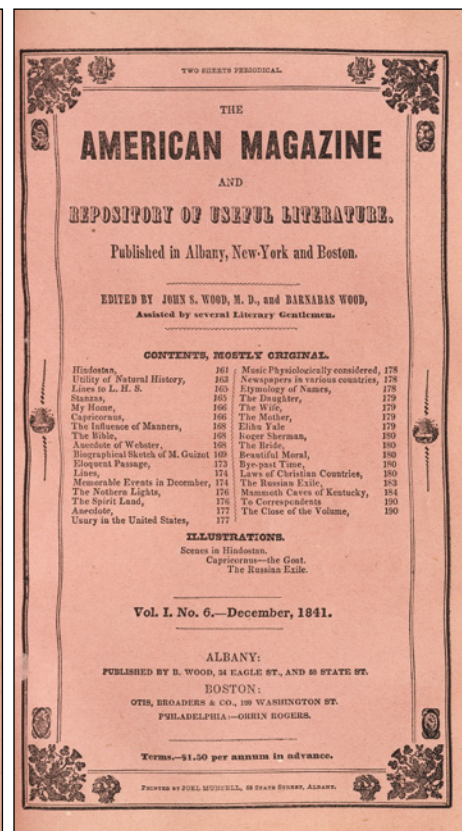 TWO SHEETS PERIODICAL.
THE
AMERICAN MAGAZINE
AND
REPOSITORY OF USEFUL LITERATURE.
Published in Albany, New-York and Boston.
EDITED BY JOHN S. WOOD, M. D., and BARNABAS WOOD,
Assisted by several Literary Gentlemen.
CONTENTS, MOSTLY ORIGINAL.
Hindostan, 161
Utility of Natural History, 163
Lines to L. H. S. 165
Stanzas, 165
My Home, 166
Capricornus, 166
The Influence of Manners, 168
The Bible, 168
Anecdote of Webster, 168
Biographical Sketch of M. Guizot 169
Eloquent Passage, 173
Lines, 174
Memorable Events in December, 174
The Nothern Lights, 176
The Spirit Land, 176
Anecdote, 177
Usury in the United States, 177
Music Physiologically considered, 178
Newspapers in various countries, 178
Etymology of Names, 178
The Daughter, 179
The Wife, 179
The Mother, 179
Elihu Yale 179
Roger Sherman, 180
The Bride, 180
Beautiful Moral, 180
Bye-past Time, 180
Laws of Christian Countries, 180
The Russian Exile, 183
Mammoth Caves of Kentucky, 184
To Correspondents 190
The Close of the Volume, 190
ILLUSTRATIONS.
Scenes in Hindostan.
Capricornus—the Goat.
The Russian Exile.
Vol. I. No. 6.—December, 1841.
ALBANY:
PUBLISHED BY B. WOOD, 34 EAGLE ST., AND 58 STATE ST.
BOSTON:
OTIS, BROADERS & CO., 120 WASHINGTON ST.
PHILADELPHIA:—ORRIN ROGERS.
Terms.—$1.50 per annum in advance.
PRINTED BY JOEL MUNSELL, 58 STATE STREET, ALBANY.